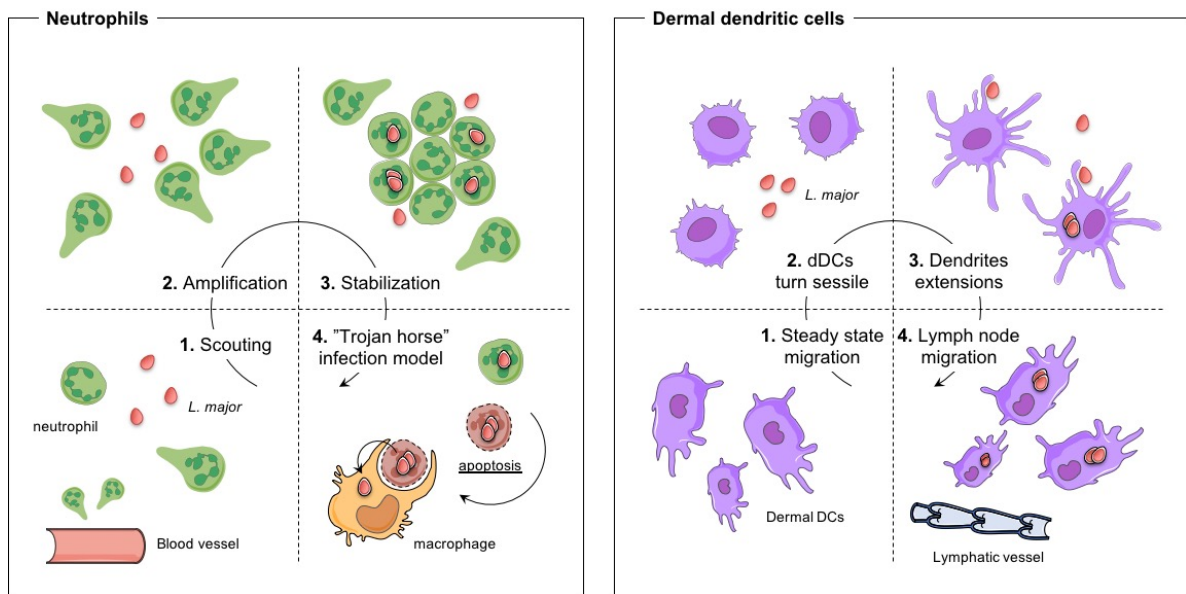 Neutrophils
2. Amplification
3. Stabilization
1. Scouting
L. major
neutrophil
Blood vessel
4. "Trojan horse"
infection model
apoptosis
macrophage
Dermal dendritic cells
L. major
2. dDCs
turn sessile
3. Dendrites
extensions
1. Steady state
migration
Dermal DCs
4. Lymph node
migration
Lymphatic vessel